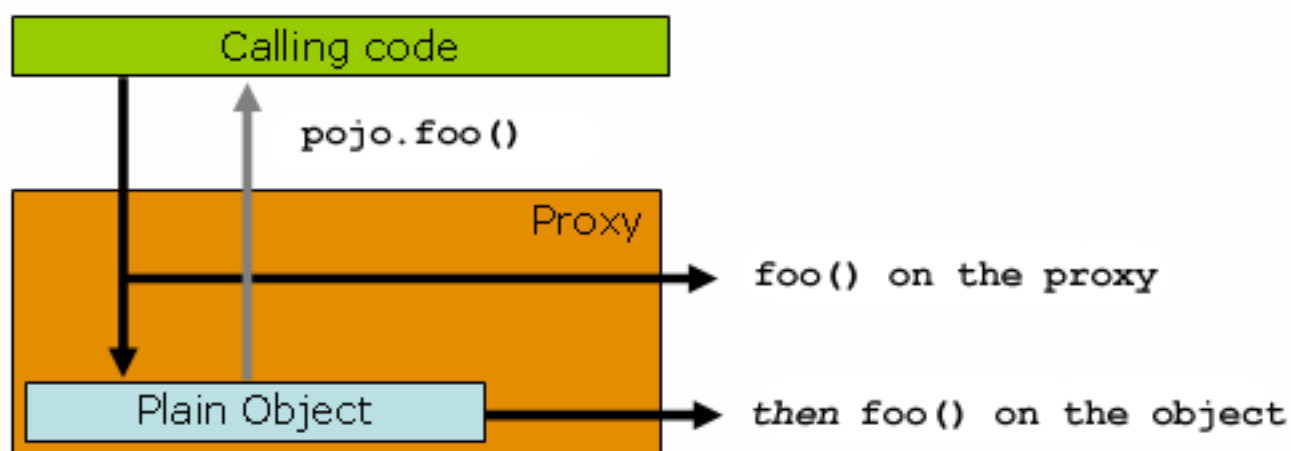 Calling code
pojo.foo()
Proxy
foo() on the proxy
Plain Object
then foo() on the object